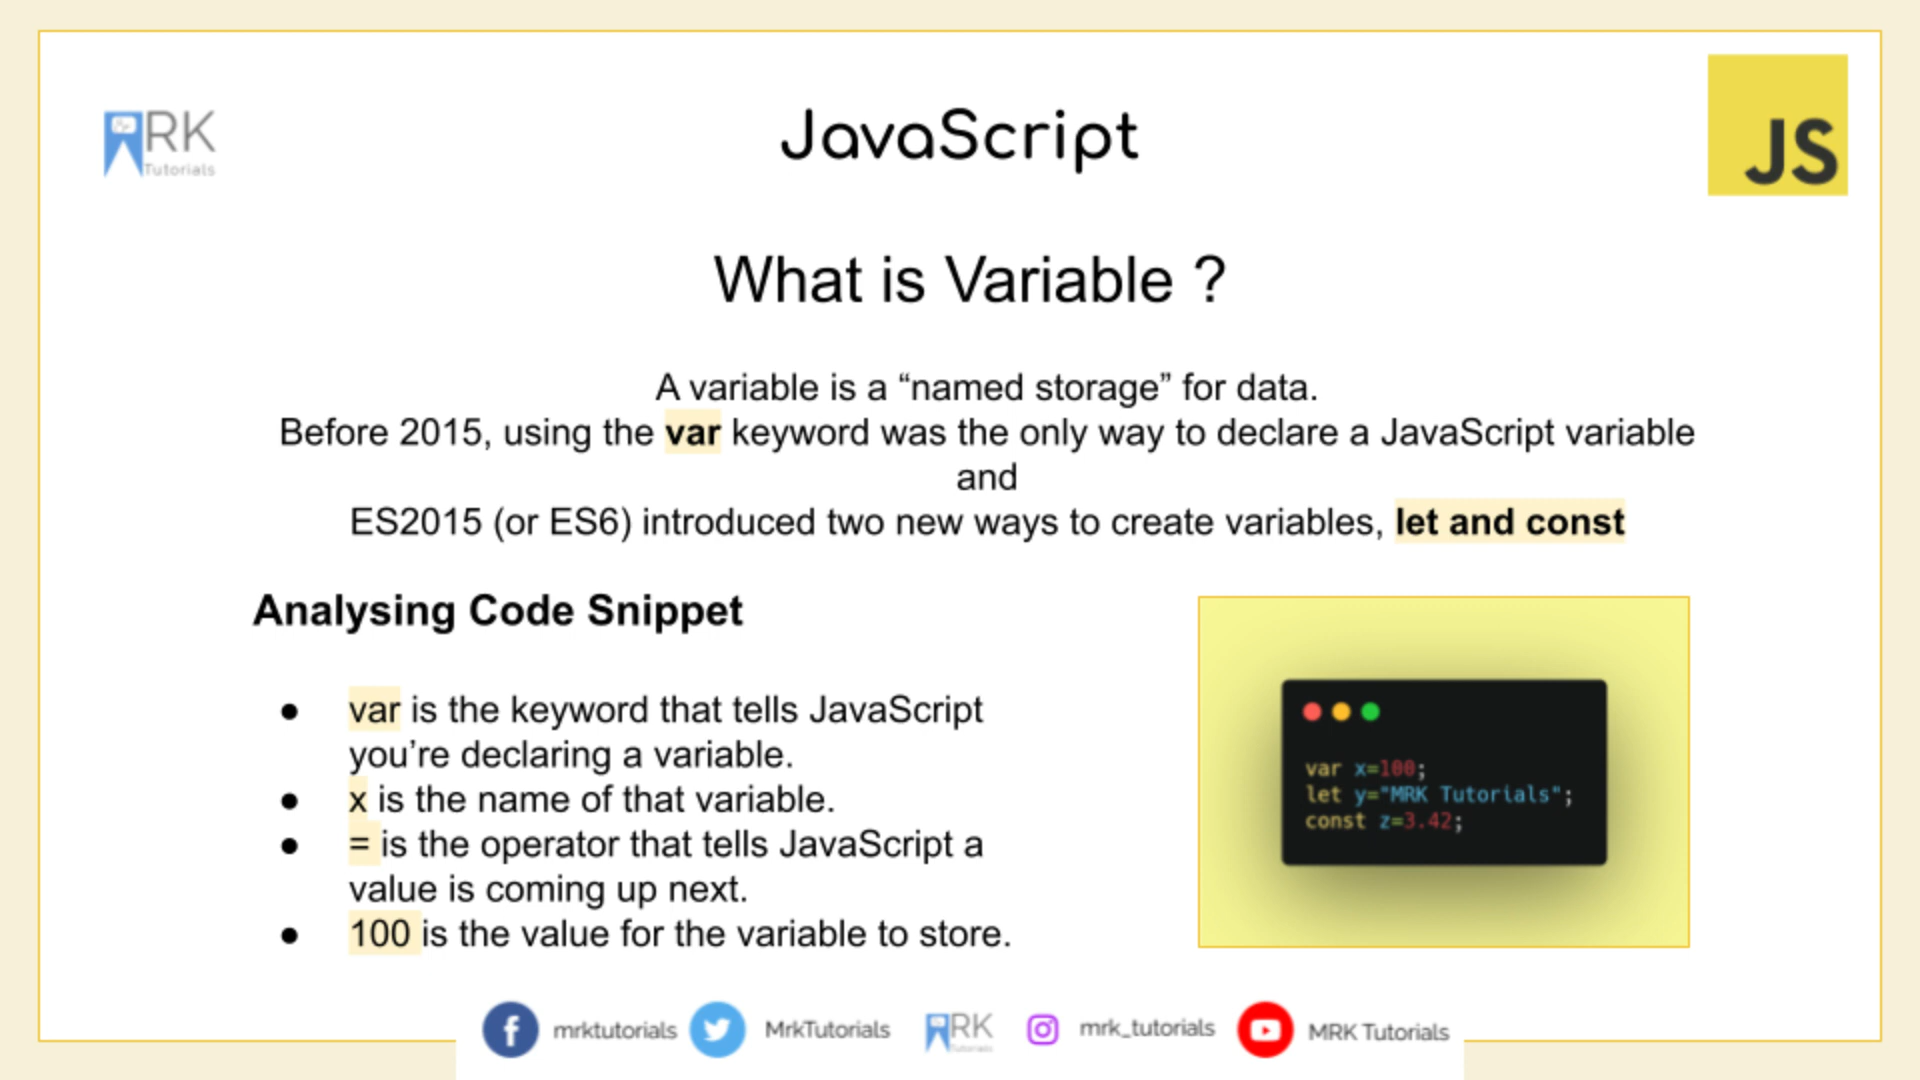 RK
Tutorials
JavaScript
JS
What is Variable ?
A variable is a “named storage” for data.
Before 2015, using the var keyword was the only way to declare a JavaScript variable
and
ES2015 (or ES6) introduced two new ways to create variables, let and const
Analysing Code Snippet
● var is the keyword that tells JavaScript
you’re declaring a variable.
● x is the name of that variable.
● = is the operator that tells JavaScript a
value is coming up next.
● 100 is the value for the variable to store.
var x=100;
let y="MRK Tutorials";
const z=3.42;
mrktutorials MrkTutorials RK mrk_tutorials MRK Tutorials
Tutorials